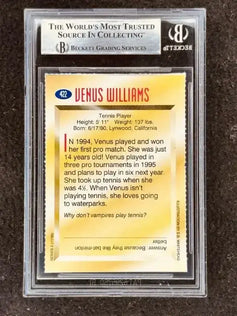 THE WORLD'S MOST TRUSTED
SOURCE IN COLLECTING™
BECKETT GRADING SERVICES
422 VENUS WILLIAMS
Tennis Player
Height: 5' 11" Weight: 137 lbs.
Born: 6/17/80, Lynwood, California
IN 1994, Venus played and won
her first pro match. She was just
14 years old! Venus played in
three pro tournaments in 1995
and plans to play in six next year.
She took up tennis when she
was 4½. When Venus isn't
playing tennis, she loves going
to waterparks.
Why don't vampires play tennis?
Answer: Because they like bat-minton
better.